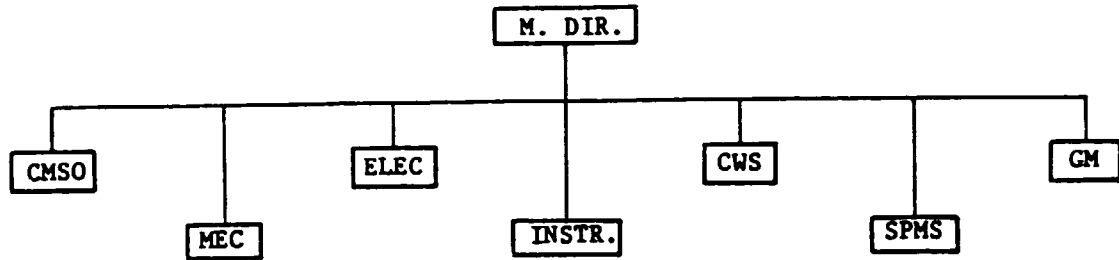 M. DIR.
CMSO
MEC
ELEC
INSTR.
CWS
SPMS
GM